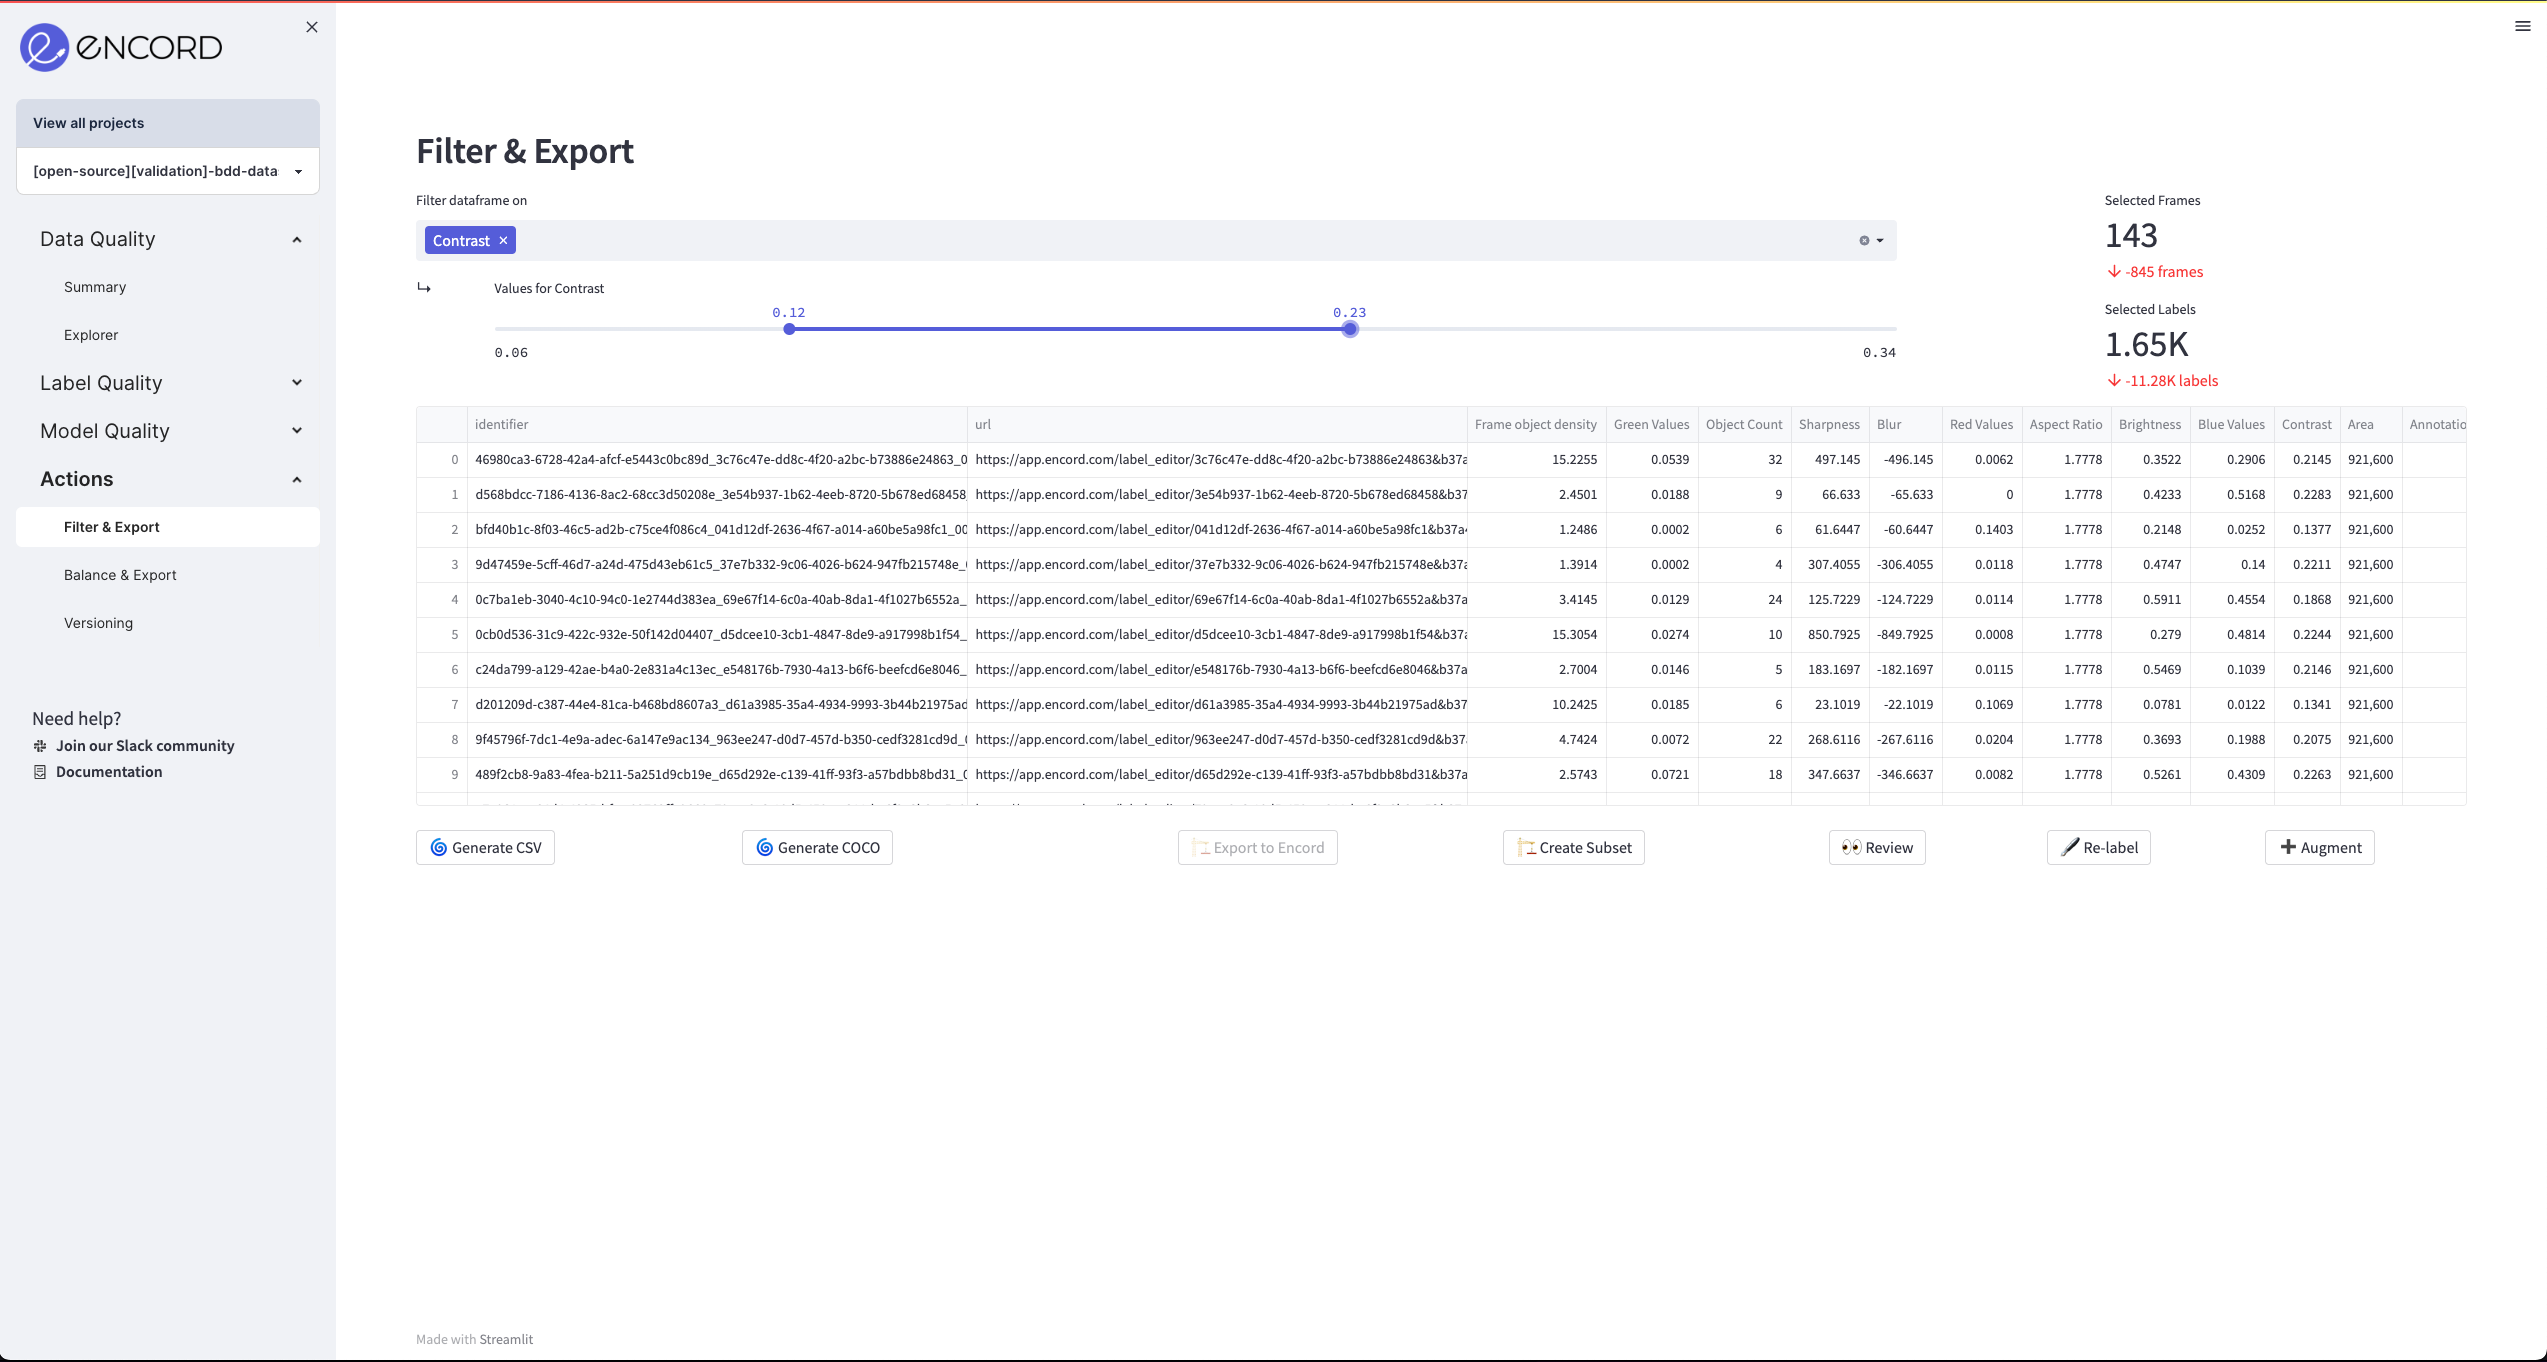 ENCORD
View all projects
[open-source][validation]-bdd-data
Data Quality
Summary
Explorer
Label Quality
Model Quality
Actions
Filter & Export
Balance & Export
Versioning
Need help?
Join our Slack community
Documentation
Filter & Export
Filter dataframe on
Contrast
Values for Contrast
0.12 0.23
0.06 0.34
Selected Frames
143
-845 frames
Selected Labels
1.65K
-11.28K labels
identifier url Frame object density Green Values Object Count Sharpness Blur Red Values Aspect Ratio Brightness Blue Values Contrast Area Annotatio
0 46980ca3-6728-42a4-afcf-e5443c0bc89d_3c76c47e-dd8c-4f20-a2bc-b73886e24863_0 https://app.encord.com/label_editor/3c76c47e-dd8c-4f20-a2bc-b73886e24863&b37a 15.2255 0.0539 32 497.145 -496.145 0.0062 1.7778 0.3522 0.2906 0.2145 921,600
1 d568bdcc-7186-4136-8ac2-68cc3d50208e_3e54b937-1b62-4eeb-8720-5b678ed68458_ https://app.encord.com/label_editor/3e54b937-1b62-4eeb-8720-5b678ed68458&b37 2.4501 0.0188 9 66.633 -65.633 0 1.7778 0.4233 0.5168 0.2283 921,600
2 bfd40b1c-8f03-46c5-ad2b-c75ce4f086c4_041d12df-2636-4f67-a014-a60be5a98fc1_00 https://app.encord.com/label_editor/041d12df-2636-4f67-a014-a60be5a98fc1&b37a 1.2486 0.0002 6 61.6447 -60.6447 0.1403 1.7778 0.2148 0.0252 0.1377 921,600
3 9d47459e-5cff-46d7-a24d-475d43eb61c5_37e7b332-9c06-4026-b624-947fb215748e_ https://app.encord.com/label_editor/37e7b332-9c06-4026-b624-947fb215748e&b37a 1.3914 0.0002 4 307.4055 -306.4055 0.0118 1.7778 0.4747 0.14 0.2211 921,600
4 0c7ba1eb-3040-4c10-94c0-1e2744d383ea_69e67f14-6c0a-40ab-8da1-4f1027b6552a_ https://app.encord.com/label_editor/69e67f14-6c0a-40ab-8da1-4f1027b6552a&b37a 3.4145 0.0129 24 125.7229 -124.7229 0.0114 1.7778 0.5911 0.4554 0.1868 921,600
5 0cb0d536-31c9-422c-932e-50f142d04407_d5dcee10-3cb1-4847-8de9-a917998b1f54_ https://app.encord.com/label_editor/d5dcee10-3cb1-4847-8de9-a917998b1f54&b37a 15.3054 0.0274 10 850.7925 -849.7925 0.0008 1.7778 0.279 0.4814 0.2244 921,600
6 c24da799-a129-42ae-b4a0-2e831a4c13ec_e548176b-7930-4a13-b6f6-beefcd6e8046_ https://app.encord.com/label_editor/e548176b-7930-4a13-b6f6-beefcd6e8046&b37a 2.7004 0.0146 5 183.1697 -182.1697 0.0115 1.7778 0.5469 0.1039 0.2146 921,600
7 d201209d-c387-44e4-81ca-b468bd8607a3_d61a3985-35a4-4934-9993-3b44b21975ad https://app.encord.com/label_editor/d61a3985-35a4-4934-9993-3b44b21975ad&b37 10.2425 0.0185 6 23.1019 -22.1019 0.1069 1.7778 0.0781 0.0122 0.1341 921,600
8 9f45796f-7dc1-4e9a-adec-6a147e9ac134_963ee247-d0d7-457d-b350-cedf3281cd9d_ https://app.encord.com/label_editor/963ee247-d0d7-457d-b350-cedf3281cd9d&b37 4.7424 0.0072 22 268.6116 -267.6116 0.0204 1.7778 0.3693 0.1988 0.2075 921,600
9 489f2cb8-9a83-4fea-b211-5a251d9cb19e_d65d292e-c139-41ff-93f3-a57bdbb8bd31_0 https://app.encord.com/label_editor/d65d292e-c139-41ff-93f3-a57bdbb8bd31&b37a 2.5743 0.0721 18 347.6637 -346.6637 0.0082 1.7778 0.5261 0.4309 0.2263 921,600
Generate CSV Generate COCO Export to Encord Create Subset Review Re-label Augment
Made with Streamlit